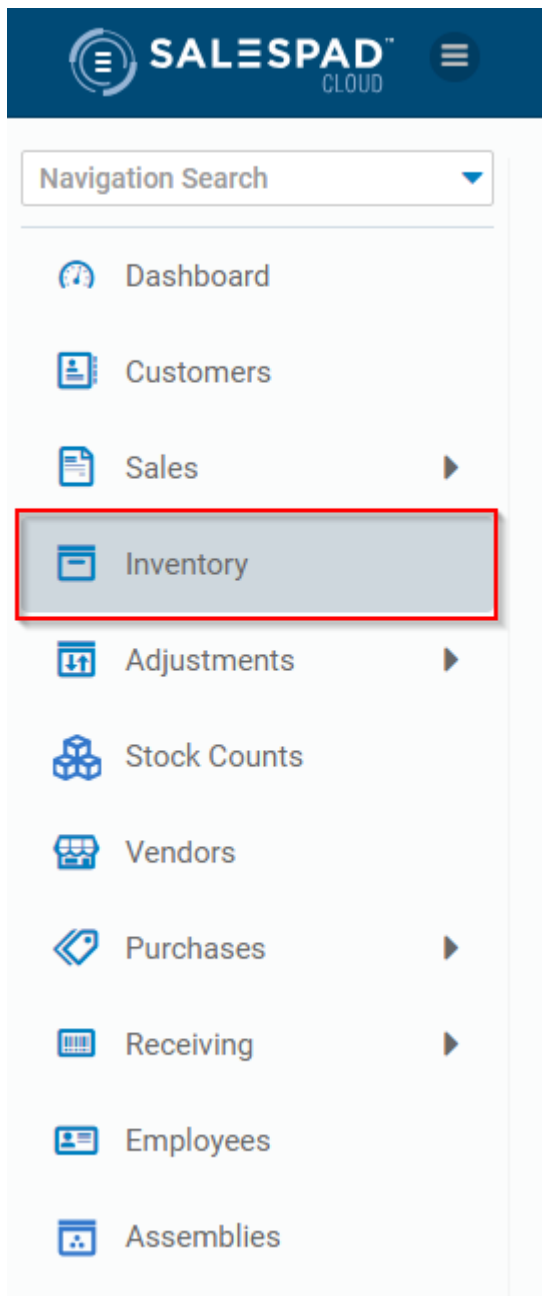 SALESPAD™
CLOUD
Navigation Search
Dashboard
Customers
Sales
Inventory
Adjustments
Stock Counts
Vendors
Purchases
Receiving
Employees
Assemblies